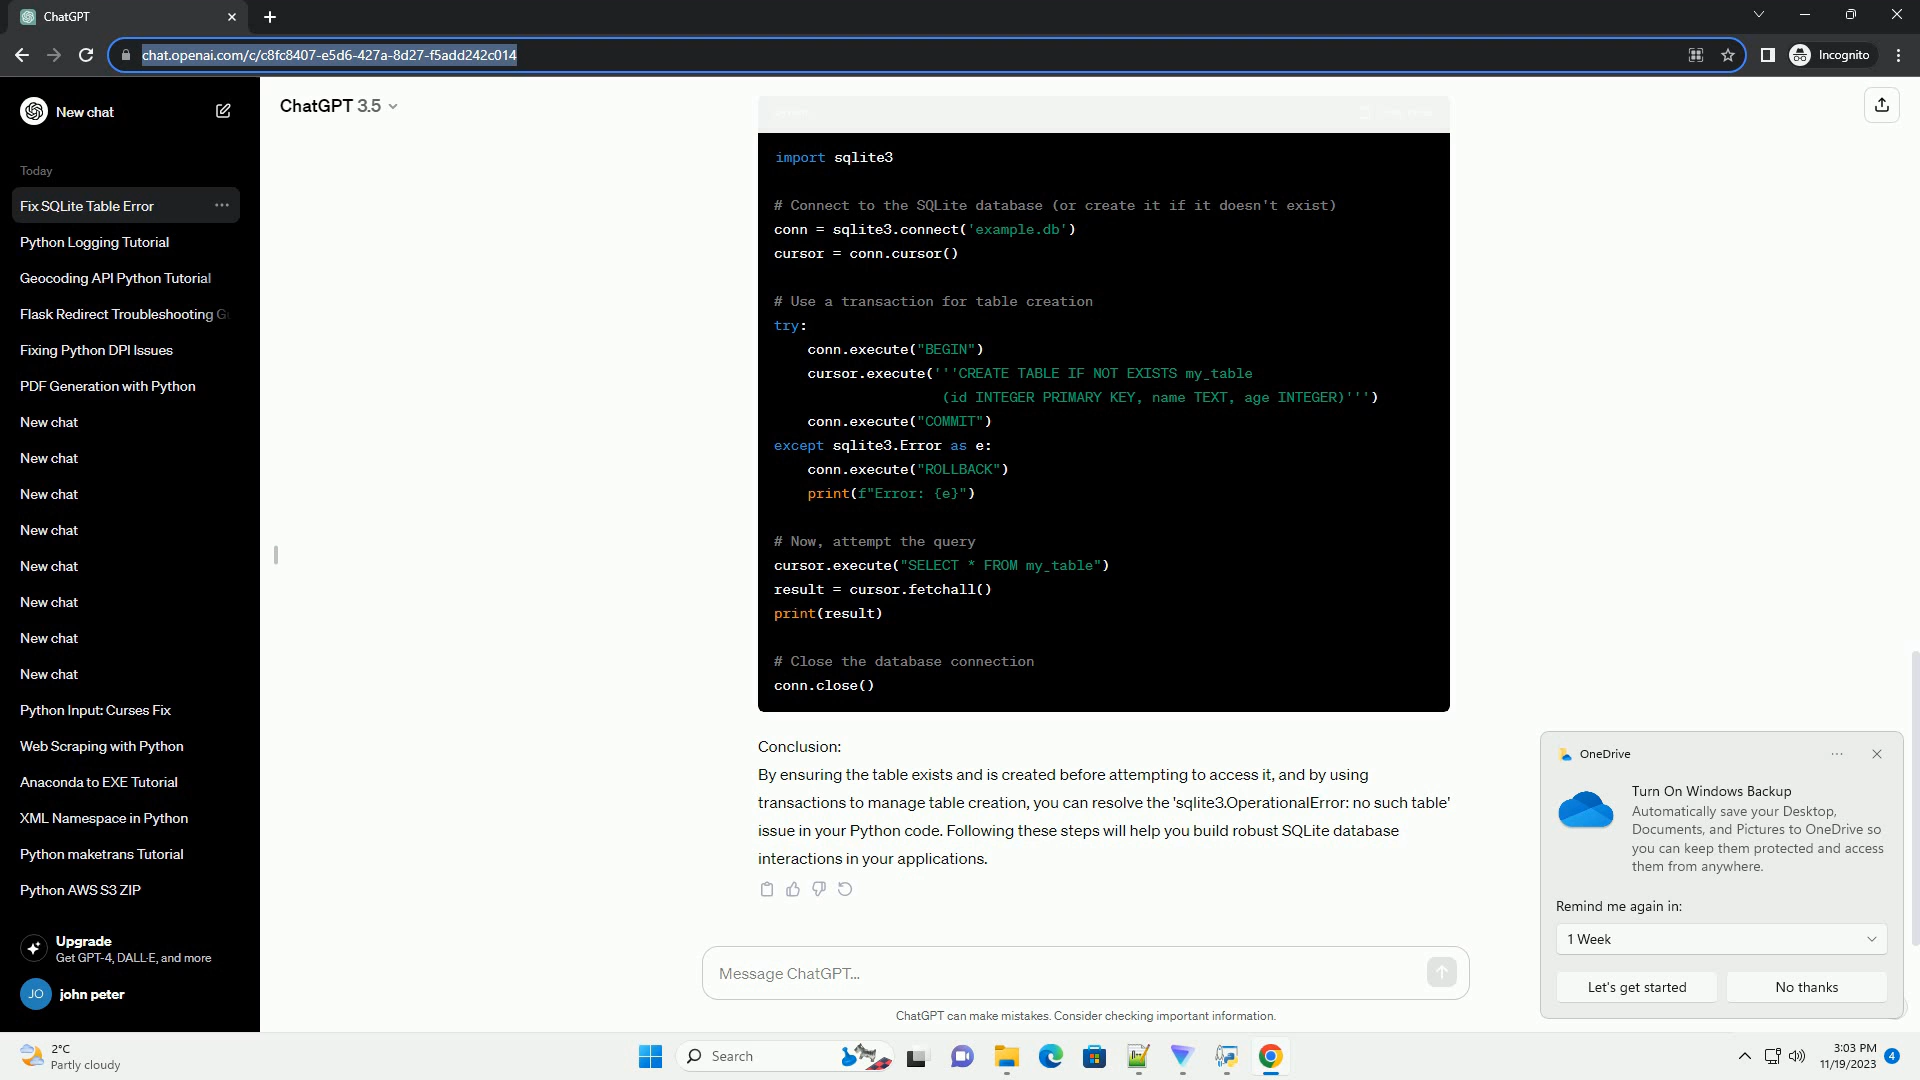 ChatGPT
chat.openai.com/c/c8fc8407-e5d6-427a-8d27-f5add242c014
Incognito
New chat
Today
Fix SQLite Table Error
Python Logging Tutorial
Geocoding API Python Tutorial
Flask Redirect Troubleshooting
Fixing Python DPI Issues
PDF Generation with Python
New chat
New chat
New chat
New chat
New chat
New chat
New chat
New chat
Python Input: Curses Fix
Web Scraping with Python
Anaconda to EXE Tutorial
XML Namespace in Python
Python maketrans Tutorial
Python AWS S3 ZIP
Upgrade
Get GPT-4, DALL·E, and more
JO john peter
ChatGPT 3.5
import sqlite3
# Connect to the SQLite database (or create it if it doesn't exist)
conn = sqlite3.connect('example.db')
cursor = conn.cursor()
# Use a transaction for table creation
try:
    conn.execute("BEGIN")
    cursor.execute('''CREATE TABLE IF NOT EXISTS my_table
                    (id INTEGER PRIMARY KEY, name TEXT, age INTEGER)''')
    conn.execute("COMMIT")
except sqlite3.Error as e:
    conn.execute("ROLLBACK")
    print(f"Error: {e}")
# Now, attempt the query
cursor.execute("SELECT * FROM my_table")
result = cursor.fetchall()
print(result)
# Close the database connection
conn.close()
Conclusion:
By ensuring the table exists and is created before attempting to access it, and by using
transactions to manage table creation, you can resolve the 'sqlite3.OperationalError: no such table'
issue in your Python code. Following these steps will help you build robust SQLite database
interactions in your applications.
Message ChatGPT...
ChatGPT can make mistakes. Consider checking important information.
OneDrive
Turn On Windows Backup
Automatically save your Desktop,
Documents, and Pictures to OneDrive so
you can keep them protected and access
them from anywhere.
Remind me again in:
1 Week
Let's get started
No thanks
2°C
Partly cloudy
Search
3:03 PM
11/19/2023
4